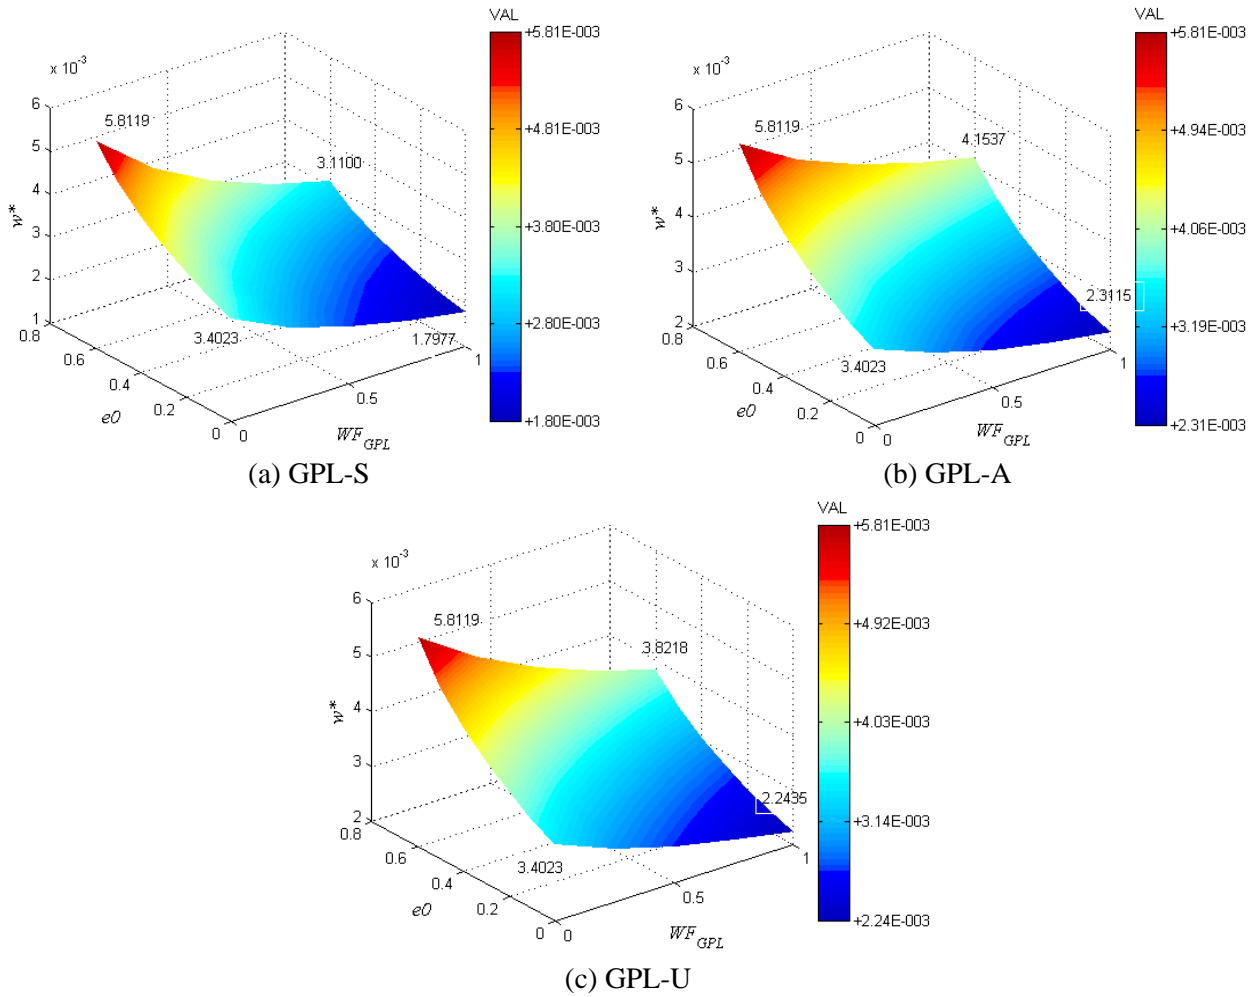 VAL
+5.81E-003
+4.81E-003
+3.80E-003
+2.80E-003
+1.80E-003
x 10^-3
6
5
4
3
2
1
w*
5.8119
3.1100
3.4023
1.7977
0.8
0.6
0.4
0.2
0
e0
0
0.5
1
WF_GPL
(a) GPL-S
VAL
+5.81E-003
+4.94E-003
+4.06E-003
+3.19E-003
+2.31E-003
x 10^-3
6
5
4
3
2
w*
5.8119
4.1537
3.4023
2.3115
0.8
0.6
0.4
0.2
0
e0
0
0.5
1
WF_GPL
(b) GPL-A
VAL
+5.81E-003
+4.92E-003
+4.03E-003
+3.14E-003
+2.24E-003
x 10^-3
6
5
4
3
2
w*
5.8119
3.8218
3.4023
2.2435
0.8
0.6
0.4
0.2
0
e0
0
0.5
1
WF_GPL
(c) GPL-U